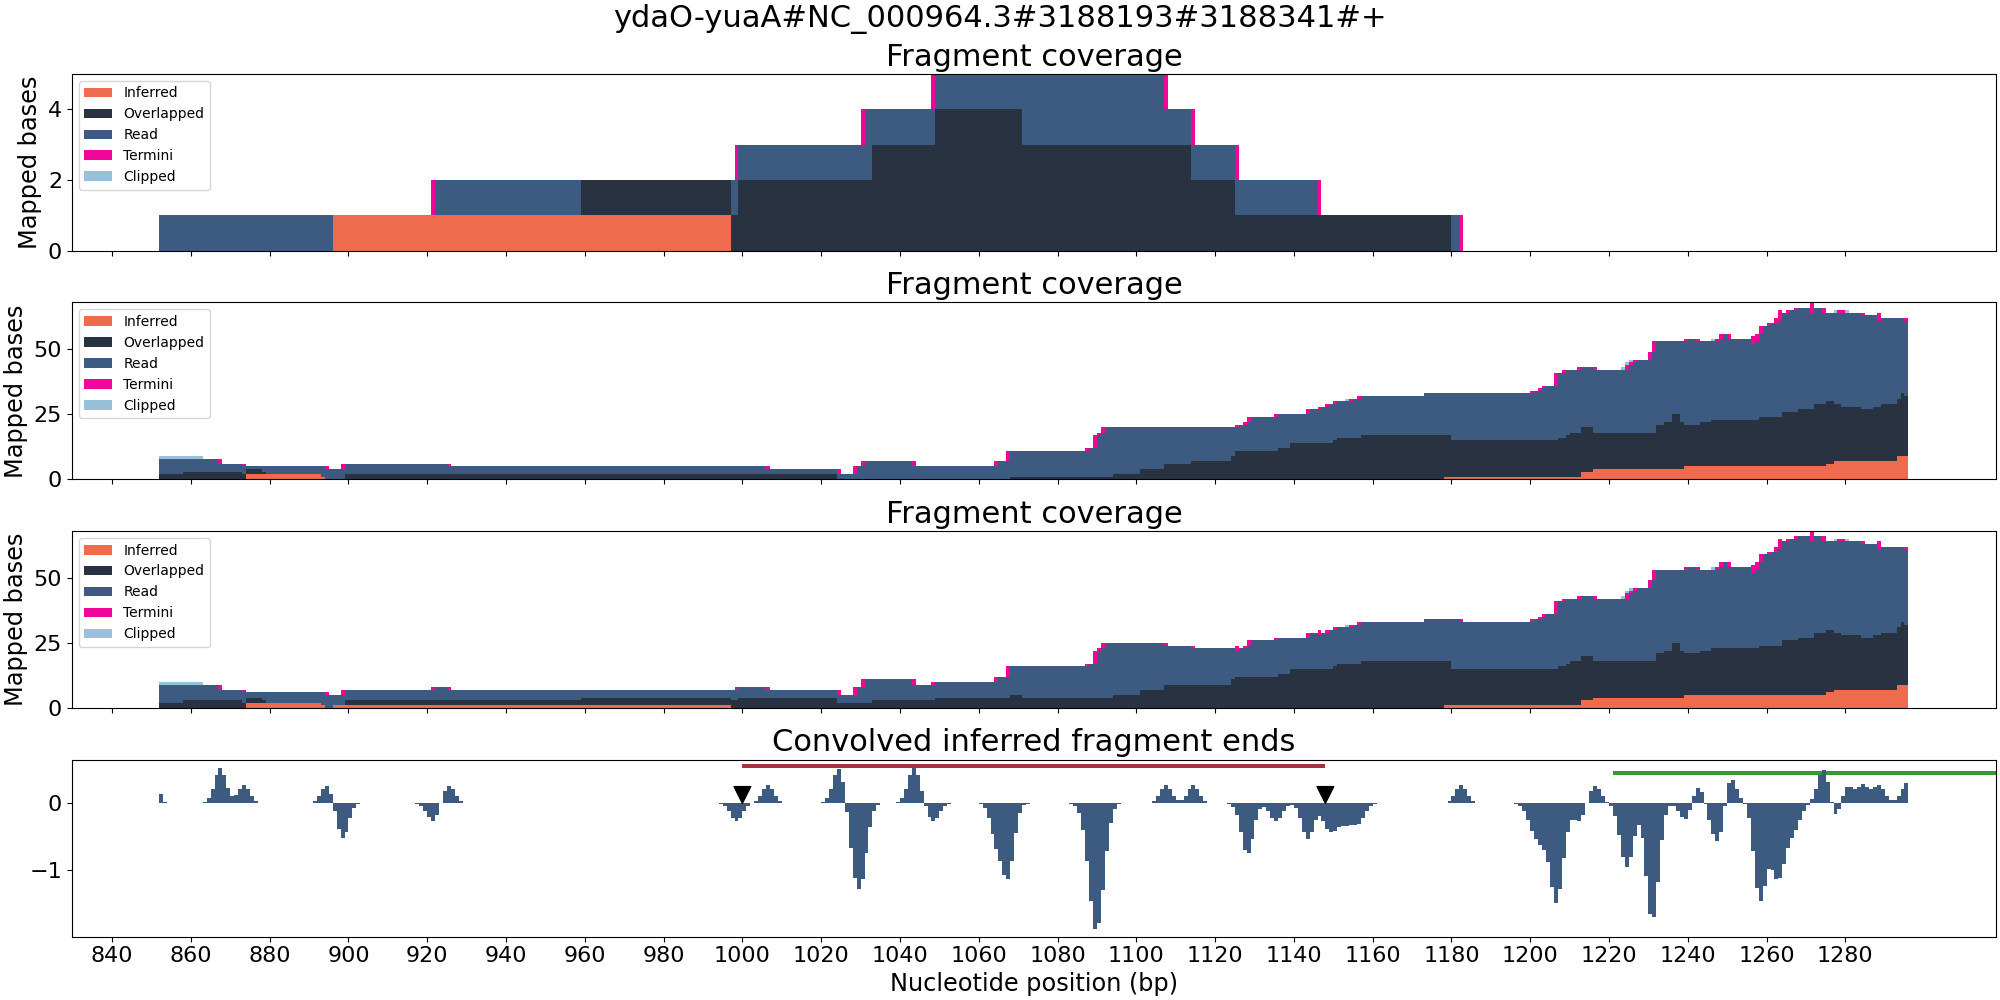 ydaO-yuaA#NC_000964.3#3188193#3188341#+
Fragment coverage
Mapped bases
4
2
0
Inferred
Overlapped
Read
Termini
Clipped
Fragment coverage
Mapped bases
50
25
0
Inferred
Overlapped
Read
Termini
Clipped
Fragment coverage
Mapped bases
50
25
0
Inferred
Overlapped
Read
Termini
Clipped
Convolved inferred fragment ends
0
−1
840 860 880 900 920 940 960 980 1000 1020 1040 1060 1080 1100 1120 1140 1160 1180 1200 1220 1240 1260 1280
Nucleotide position (bp)